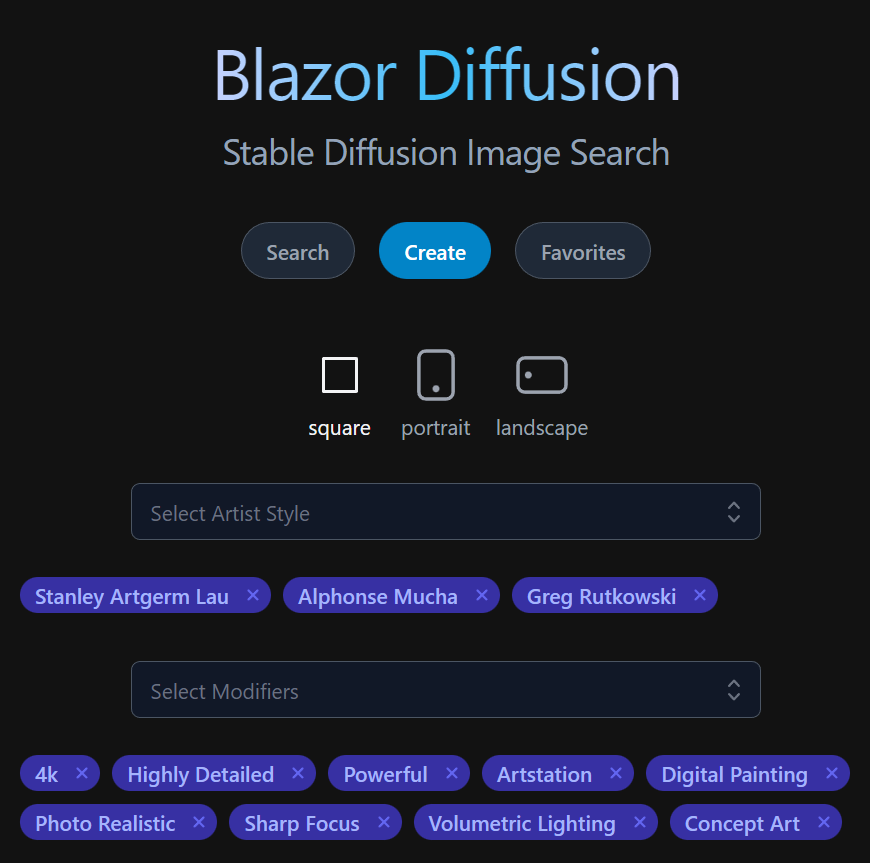 Blazor Diffusion
Stable Diffusion Image Search
Search Create Favorites
square portrait landscape
Select Artist Style
Stanley Artgerm Lau × Alphonse Mucha × Greg Rutkowski ×
Select Modifiers
4k × Highly Detailed × Powerful × Artstation × Digital Painting ×
Photo Realistic × Sharp Focus × Volumetric Lighting × Concept Art ×